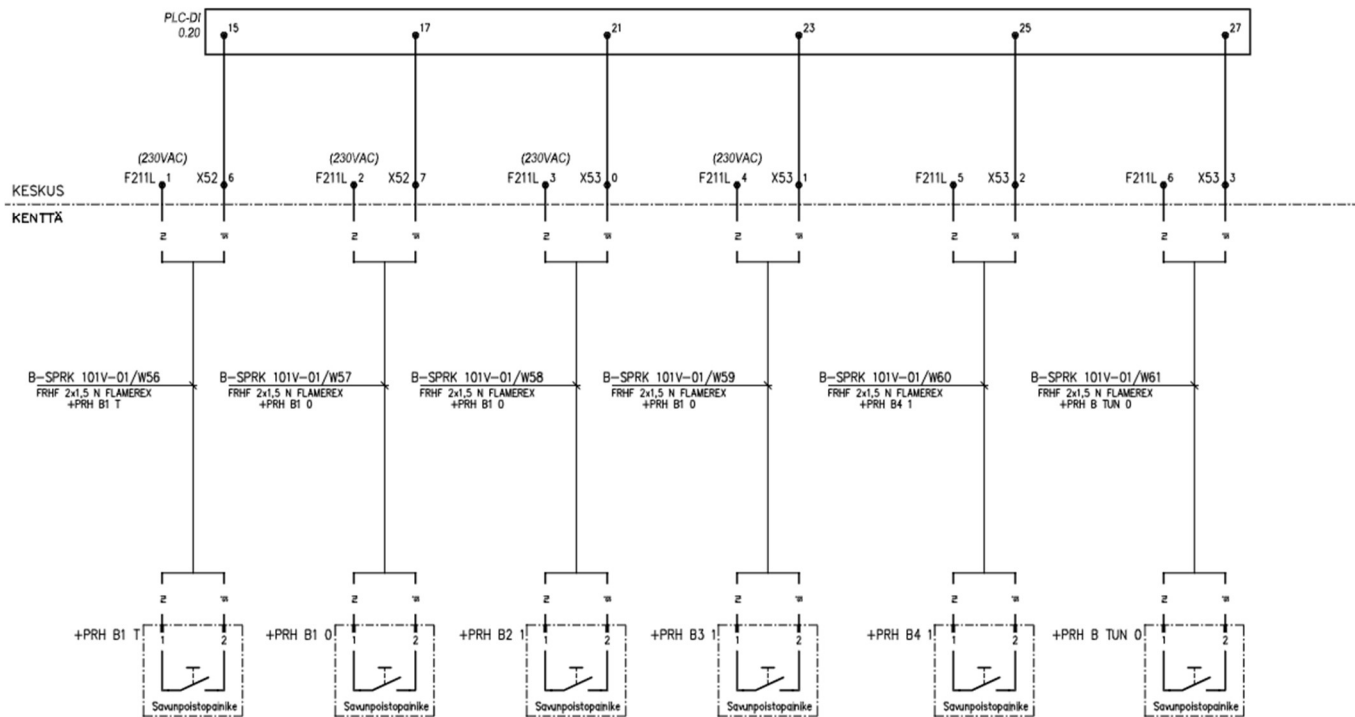 PLC-DI
0.20
15 17 21 23 25 27
(230VAC) (230VAC) (230VAC) (230VAC)
F211L 1 X52 6 F211L 2 X52 7 F211L 3 X53 0 F211L 4 X53 1 F211L 5 X53 2 F211L 6 X53 3
KESKUS
KENTTÄ
B-SPRK 101V-01/W56 B-SPRK 101V-01/W57 B-SPRK 101V-01/W58 B-SPRK 101V-01/W59 B-SPRK 101V-01/W60 B-SPRK 101V-01/W61
FRHF 2x1,5 N FLAMEREX FRHF 2x1,5 N FLAMEREX FRHF 2x1,5 N FLAMEREX FRHF 2x1,5 N FLAMEREX FRHF 2x1,5 N FLAMEREX FRHF 2x1,5 N FLAMEREX
+PRH B1 T +PRH B1 0 +PRH B1 0 +PRH B1 0 +PRH B4 1 +PRH B TUN 0
+PRH B1 T 1 2 +PRH B1 0 1 2 +PRH B2 1 1 2 +PRH B3 1 1 2 +PRH B4 1 1 2 +PRH B TUN 0 1 2
Savunpoistopainike Savunpoistopainike Savunpoistopainike Savunpoistopainike Savunpoistopainike Savunpoistopainike